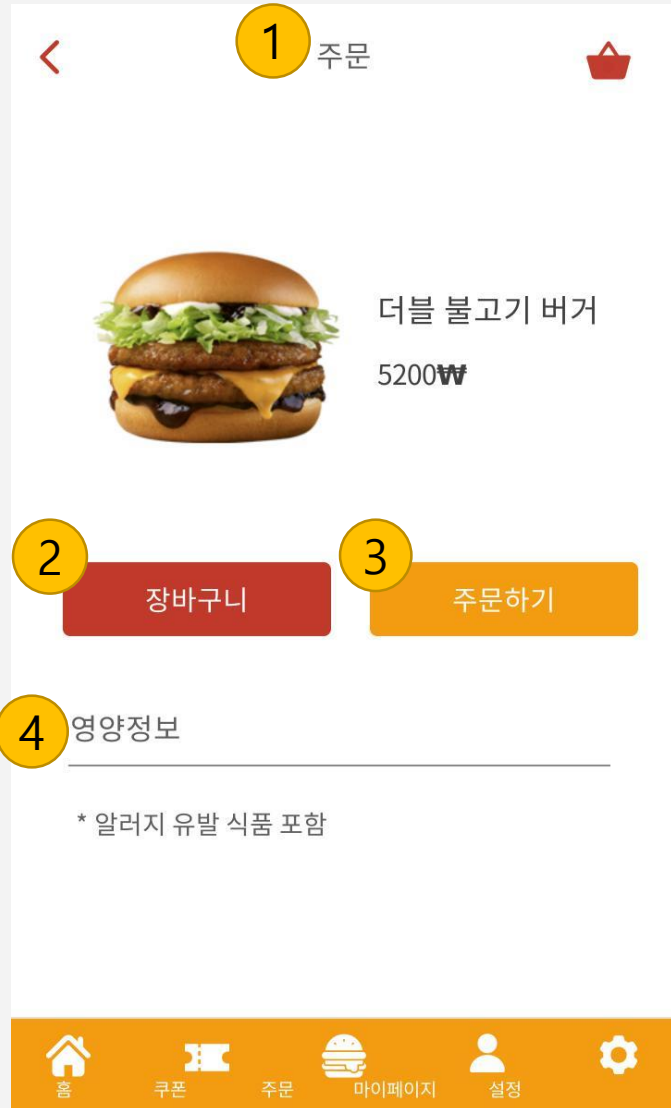 1 주문
더블 불고기 버거
5200₩
2 3
장바구니 주문하기
4 영양정보
* 알러지 유발 식품 포함
홈 쿠폰 주문 마이페이지 설정